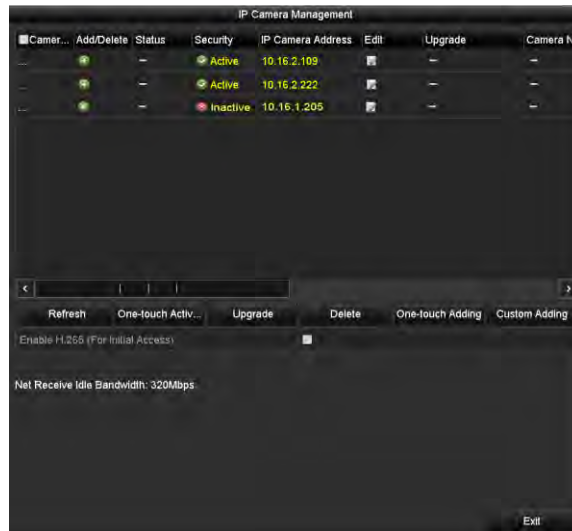 IP Camera Management
Camer... Add/Delete Status Security IP Camera Address Edit Upgrade Camera N
... — Active 10.16.2.109 —
... — Active 10.16.2.222 —
... — Inactive 10.16.1.205 —
Refresh One-touch Activ... Upgrade Delete One-touch Adding Custom Adding
Enable H.265 (For Initial Access)
Net Receive Idle Bandwidth: 320Mbps
Exit